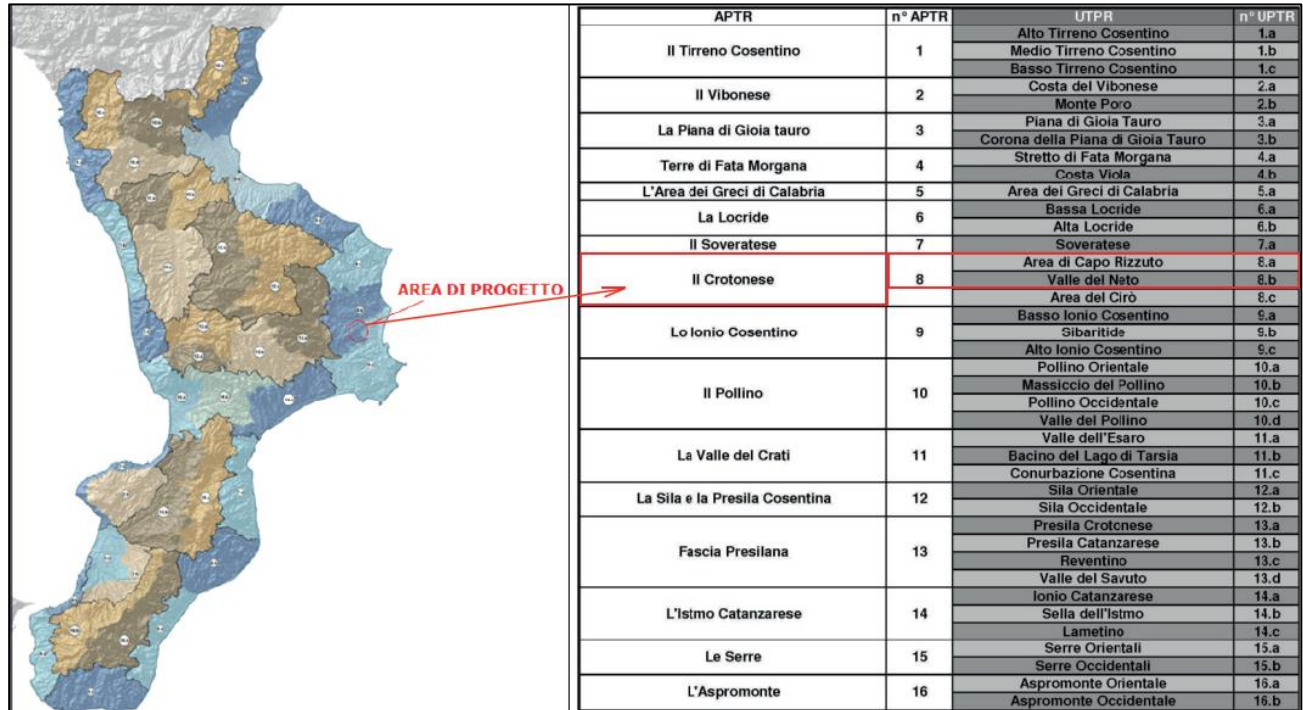 AREA DI PROGETTO
APTR n° APTR UTPR n° UPTR
Il Tirreno Cosentino 1 Alto Tirreno Cosentino 1.a
Medio Tirreno Cosentino 1.b
Basso Tirreno Cosentino 1.c
Il Vibonese 2 Costa del Vibonese 2.a
Monte Poro 2.b
La Piana di Gioia tauro 3 Piana di Gioia Tauro 3.a
Corona della Piana di Gioia Tauro 3.b
Terre di Fata Morgana 4 Stretto di Fata Morgana 4.a
Costa Viola 4.b
L'Area dei Greci di Calabria 5 Area dei Greci di Calabria 5.a
La Locride 6 Bassa Locride 6.a
Alta Locride 6.b
Il Soveratese 7 Soveratese 7.a
Il Crotonese 8 Area di Capo Rizzuto 8.a
Valle del Neto 8.b
Area del Cirò 8.c
Lo Ionio Cosentino 9 Basso Ionio Cosentino 9.a
Sibaritide 9.b
Alto Ionio Cosentino 9.c
Il Pollino 10 Pollino Orientale 10.a
Massiccio del Pollino 10.b
Pollino Occidentale 10.c
Valle del Pollino 10.d
La Valle del Crati 11 Valle dell'Esaro 11.a
Bacino del Lago di Tarsia 11.b
Conurbazione Cosentina 11.c
La Sila e la Presila Cosentina 12 Sila Orientale 12.a
Sila Occidentale 12.b
Fascia Presilana 13 Presila Crotonese 13.a
Presila Catanzarese 13.b
Reventino 13.c
Valle del Savuto 13.d
L'Istmo Catanzarese 14 Ionio Catanzarese 14.a
Sella dell'Istmo 14.b
Lametino 14.c
Le Serre 15 Serre Orientali 15.a
Serre Occidentali 15.b
L'Aspromonte 16 Aspromonte Orientale 16.a
Aspromonte Occidentale 16.b